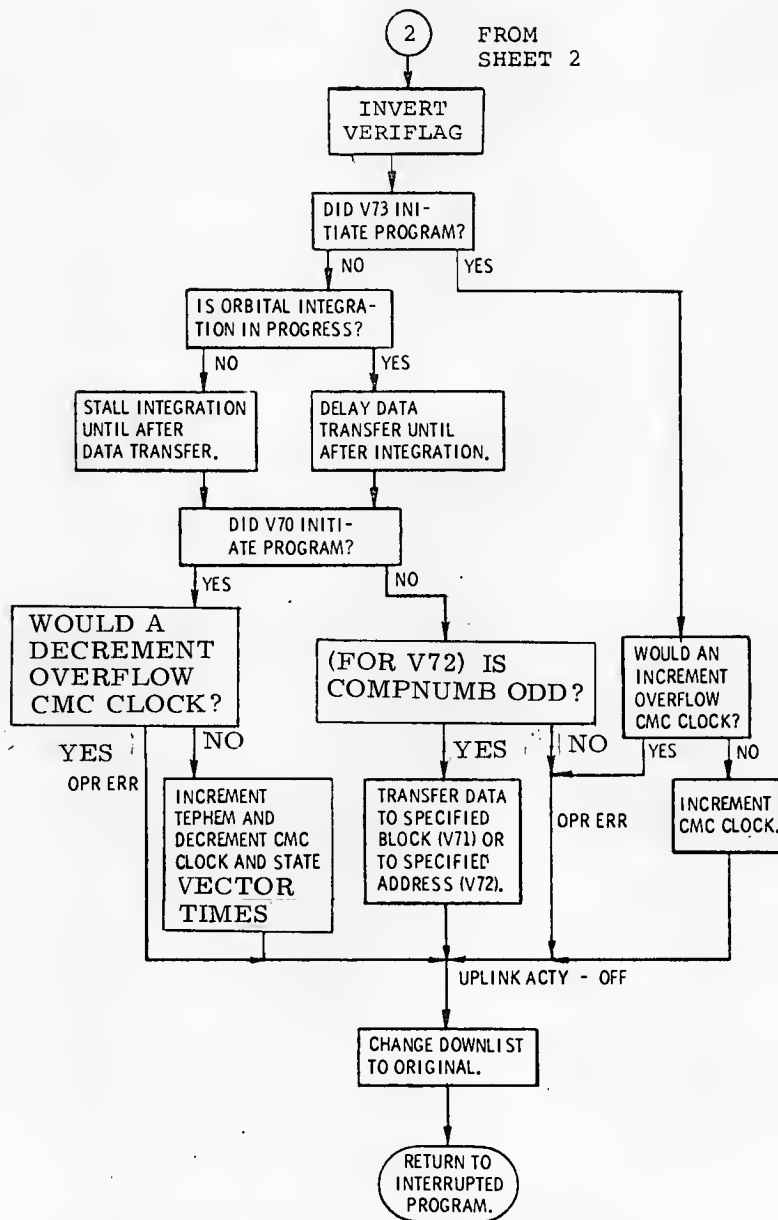 2
FROM
SHEET 2
INVERT
VERIFLAG
DID V73 INI-
TIATE PROGRAM?
NO
YES
IS ORBITAL INTEGRA-
TION IN PROGRESS?
NO
YES
STALL INTEGRATION
UNTIL AFTER
DATA TRANSFER.
DELAY DATA
TRANSFER UNTIL
AFTER INTEGRATION.
DID V70 INITI-
ATE PROGRAM?
YES
NO
WOULD A
DECREMENT
OVERFLOW
CMC CLOCK?
(FOR V72) IS
COMPNUMB ODD?
WOULD AN
INCREMENT
OVERFLOW
CMC CLOCK?
YES
NO
OPR ERR
YES
NO
YES
NO
INCREMENT
TEPHEM AND
DECREMENT CMC
CLOCK AND STATE
VECTOR
TIMES
TRANSFER DATA
TO SPECIFIED
BLOCK (V71) OR
TO SPECIFIED
ADDRESS (V72).
OPR ERR
INCREMENT
CMC CLOCK.
UPLINK ACTY - OFF
CHANGE DOWNLIST
TO ORIGINAL.
RETURN TO
INTERRUPTED
PROGRAM.